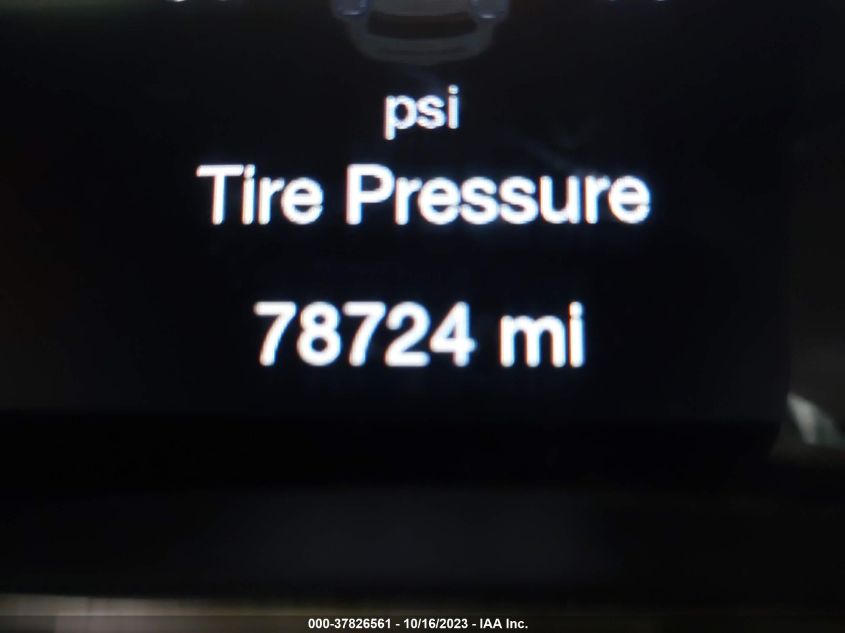 psi
Tire Pressure
78724 mi
000-37826561 - 10/16/2023 - IAA Inc.